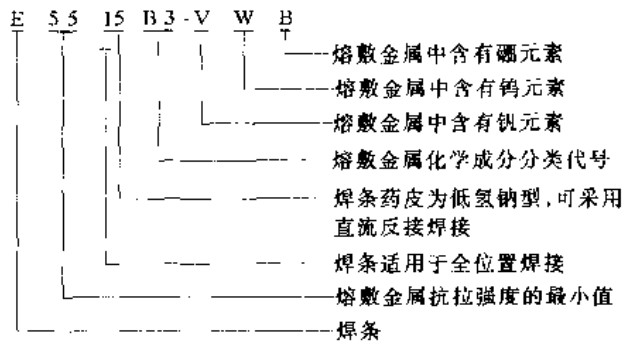 E 55 15 B3-V W B
熔敷金属中含有硼元素
熔敷金属中含有钨元素
熔敷金属中含有钒元素
熔敷金属化学成分分类代号
焊条药皮为低氢钠型,可采用
直流反接焊接
焊条适用于全位置焊接
熔敷金属抗拉强度的最小值
焊条